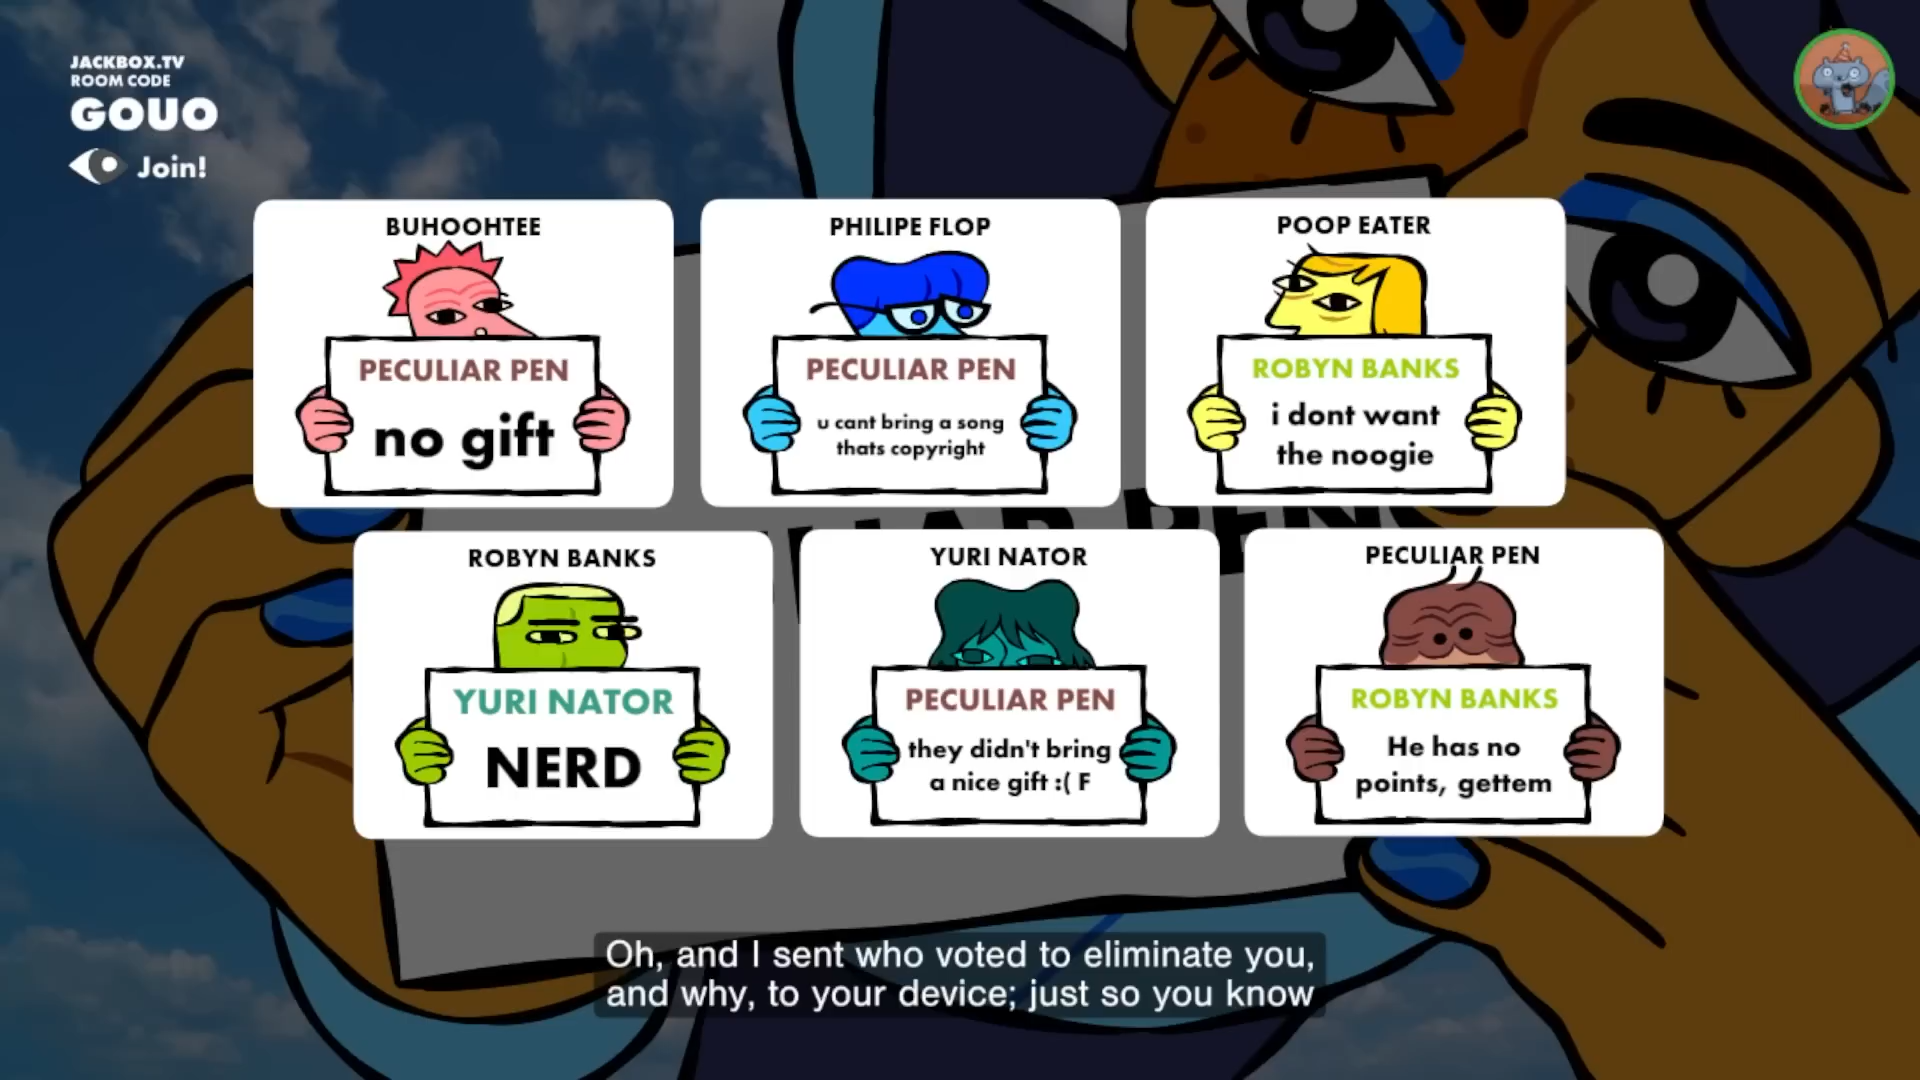 JACKBOX.TV
ROOM CODE
GOUO
Join!
BUHOOHTEE
PECULIAR PEN
no gift
PHILIPE FLOP
PECULIAR PEN
u cant bring a song
thats copyright
POOP EATER
ROBYN BANKS
i dont want
the noogie
ROBYN BANKS
YURI NATOR
NERD
YURI NATOR
PECULIAR PEN
they didn't bring
a nice gift :( F
PECULIAR PEN
ROBYN BANKS
He has no
points, gettem
Oh, and I sent who voted to eliminate you,
and why, to your device; just so you know